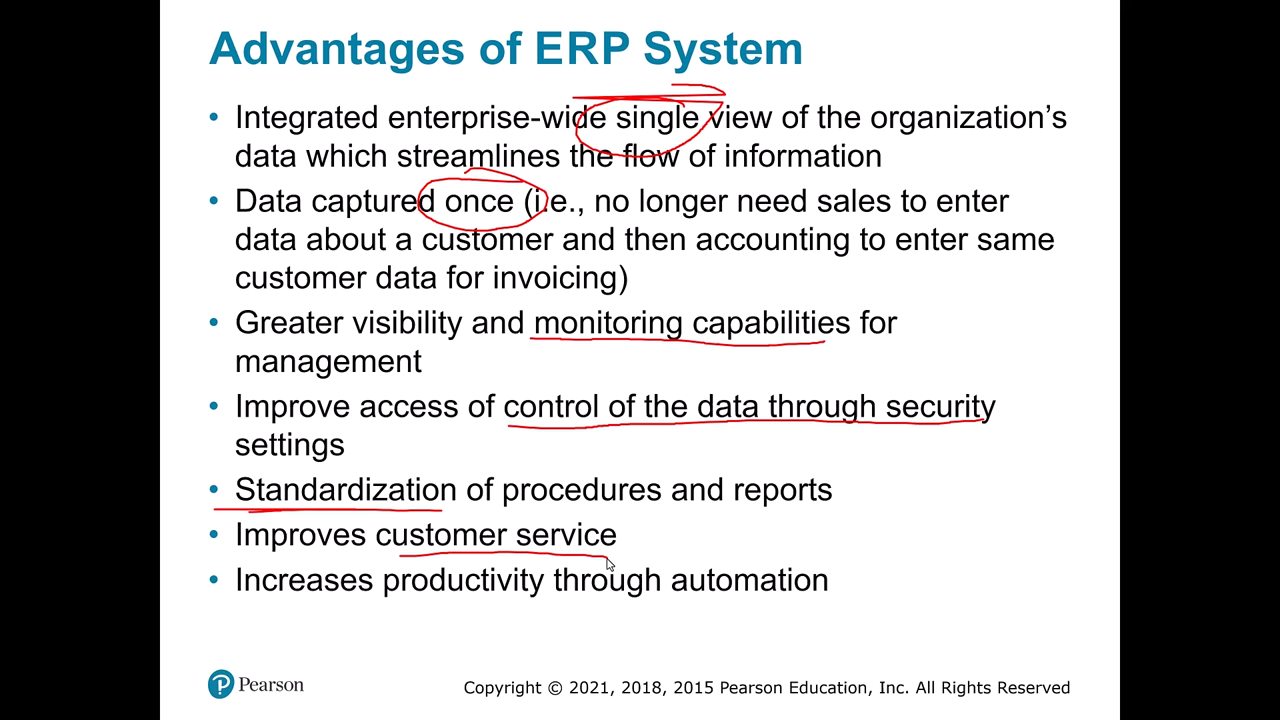 Advantages of ERP System
• Integrated enterprise-wide single view of the organization’s
data which streamlines the flow of information
• Data captured once (i.e., no longer need sales to enter
data about a customer and then accounting to enter same
customer data for invoicing)
• Greater visibility and monitoring capabilities for
management
• Improve access of control of the data through security
settings
• Standardization of procedures and reports
• Improves customer service
• Increases productivity through automation
P Pearson
Copyright © 2021, 2018, 2015 Pearson Education, Inc. All Rights Reserved